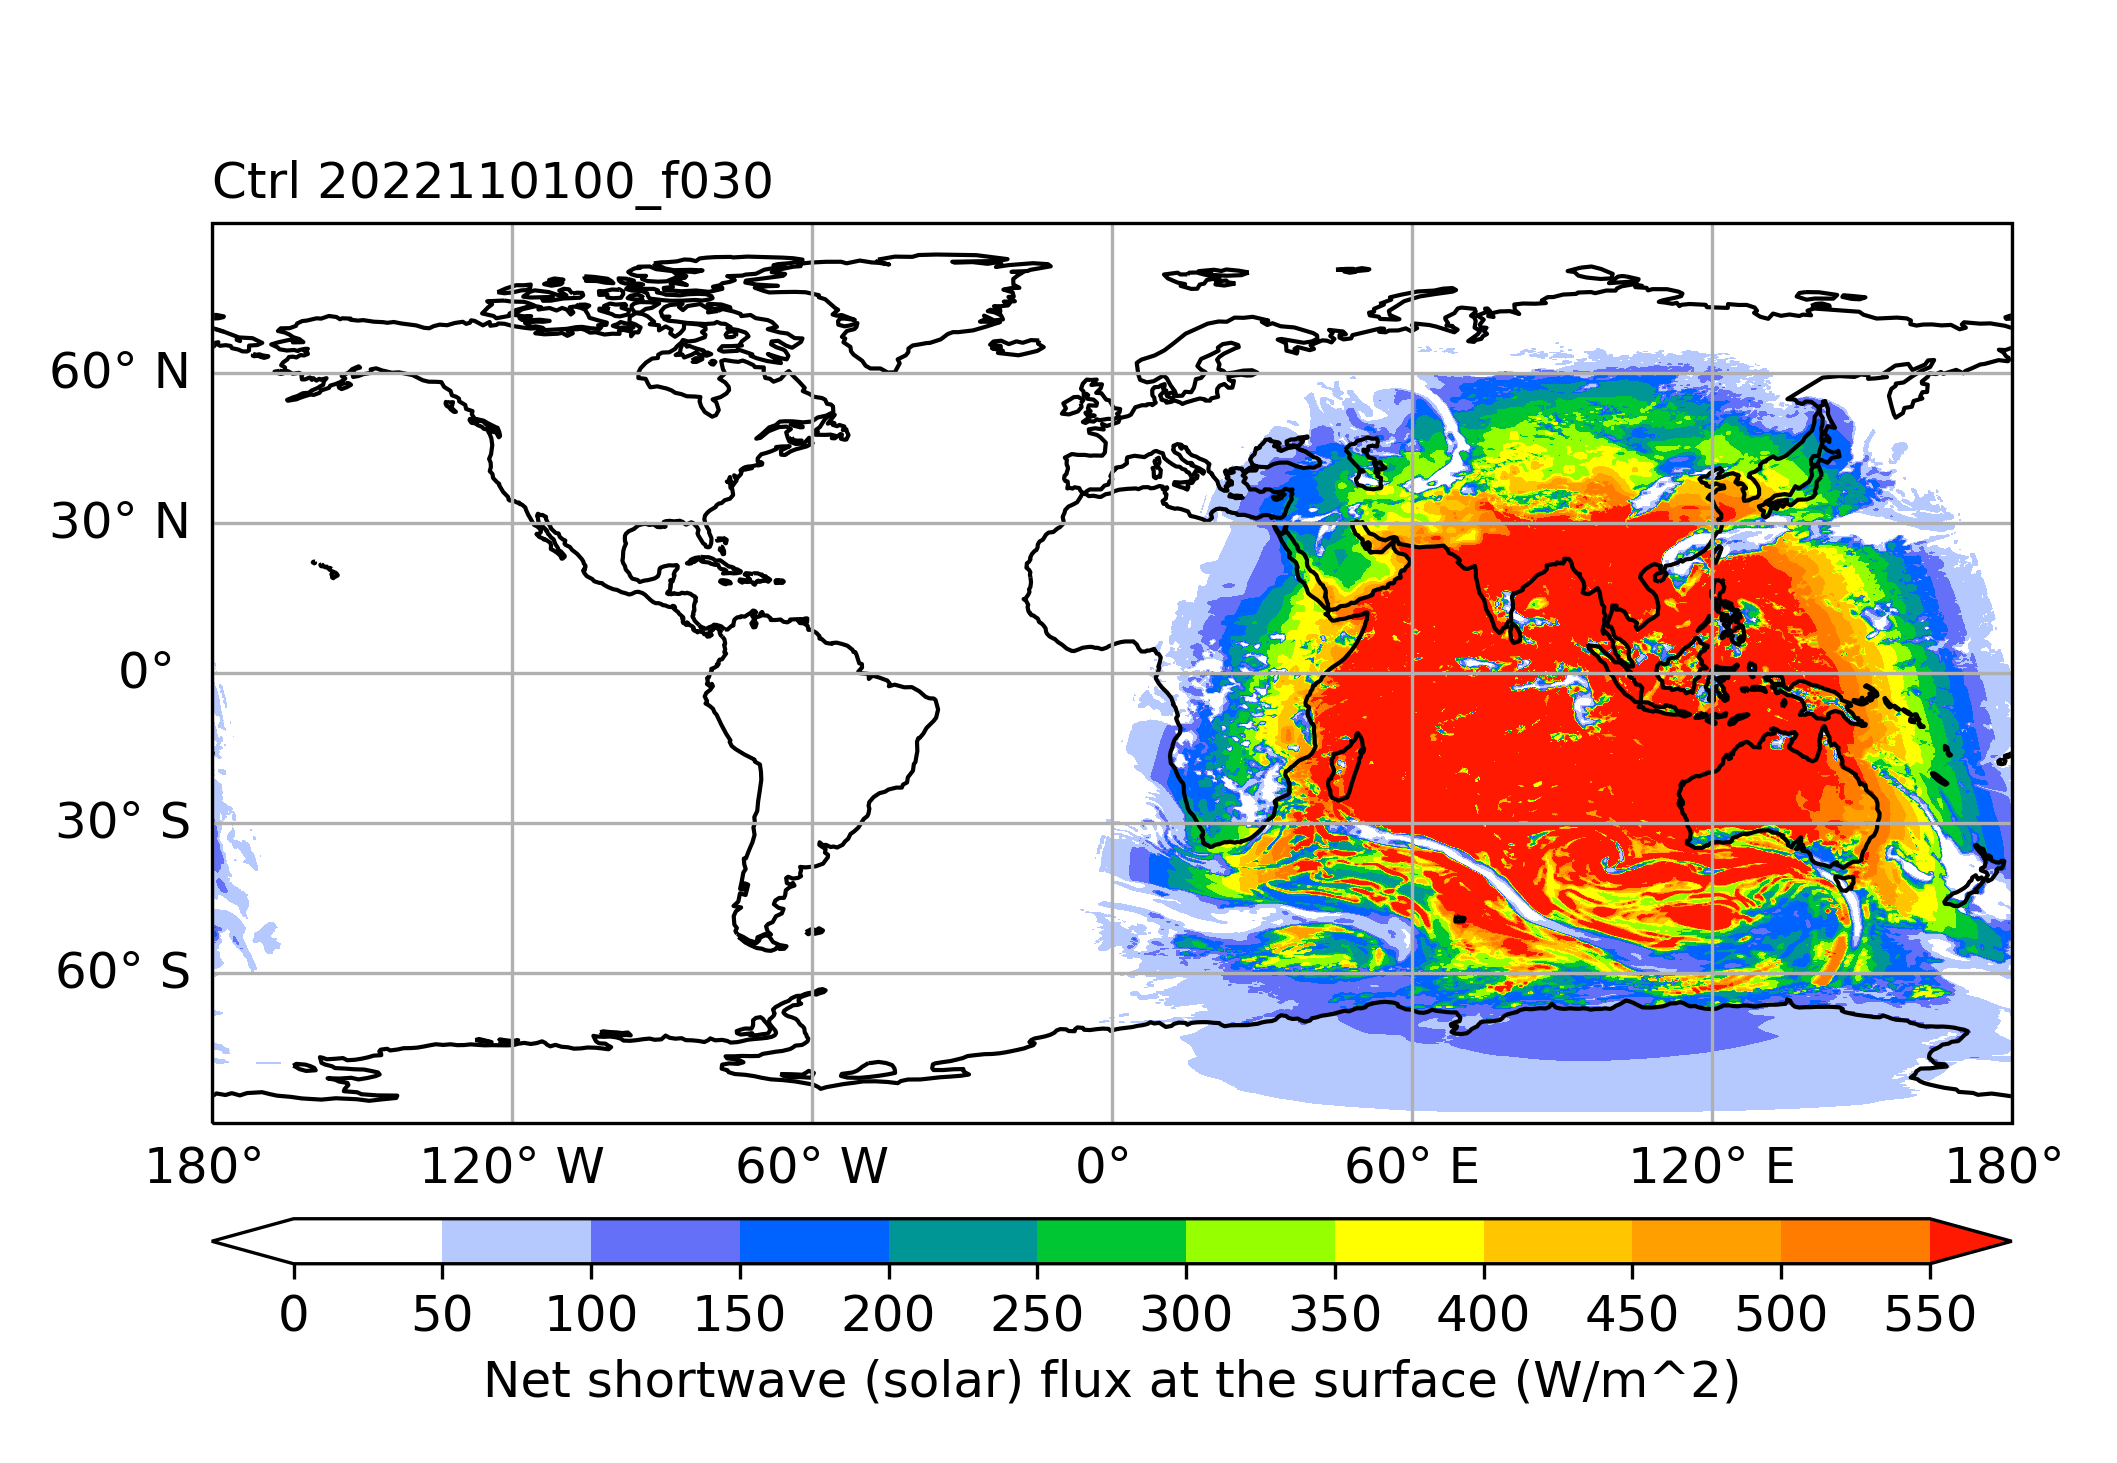 Ctrl 2022110100_f030
60° N
30° N
0°
30° S
60° S
180° 120° W 60° W 0° 60° E 120° E 180°
0 50 100 150 200 250 300 350 400 450 500 550
Net shortwave (solar) flux at the surface (W/m^2)